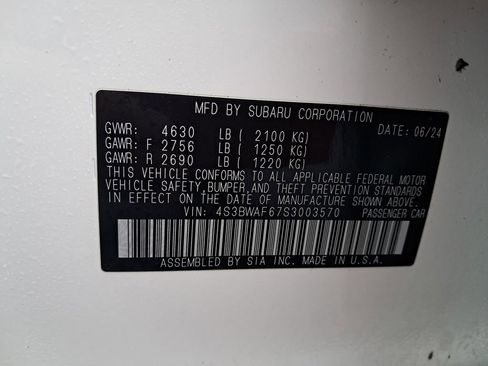 MFD BY SUBARU CORPORATION
GVWR: 4630 LB ( 2100 KG) DATE: 06/24
GAWR: F 2756 LB ( 1250 KG)
GAWR: R 2690 LB ( 1220 KG)
THIS VEHICLE CONFORMS TO ALL APPLICABLE FEDERAL MOTOR
VEHICLE SAFETY, BUMPER, AND THEFT PREVENTION STANDARDS
IN EFFECT ON THE DATE OF MANUFACTURE SHOWN ABOVE.
VIN: 4S3BWAF67S3003570 PASSENGER CAR
ASSEMBLED BY SIA INC. MADE IN U.S.A.